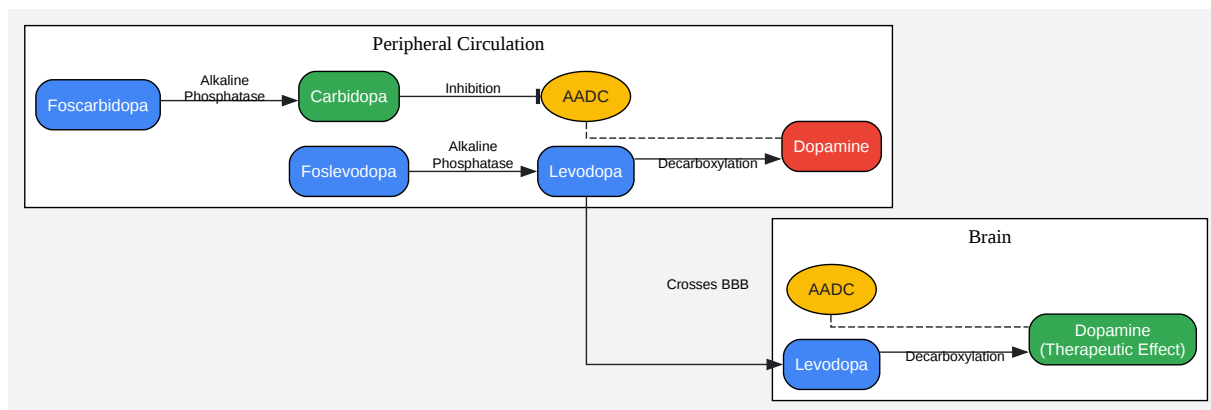 Peripheral Circulation
Foscarbidopa
Alkaline
Phosphatase
Carbidopa
Inhibition
AADC
Foslevodopa
Alkaline
Phosphatase
Levodopa
Decarboxylation
Dopamine
Crosses BBB
Brain
AADC
Levodopa
Decarboxylation
Dopamine
(Therapeutic Effect)